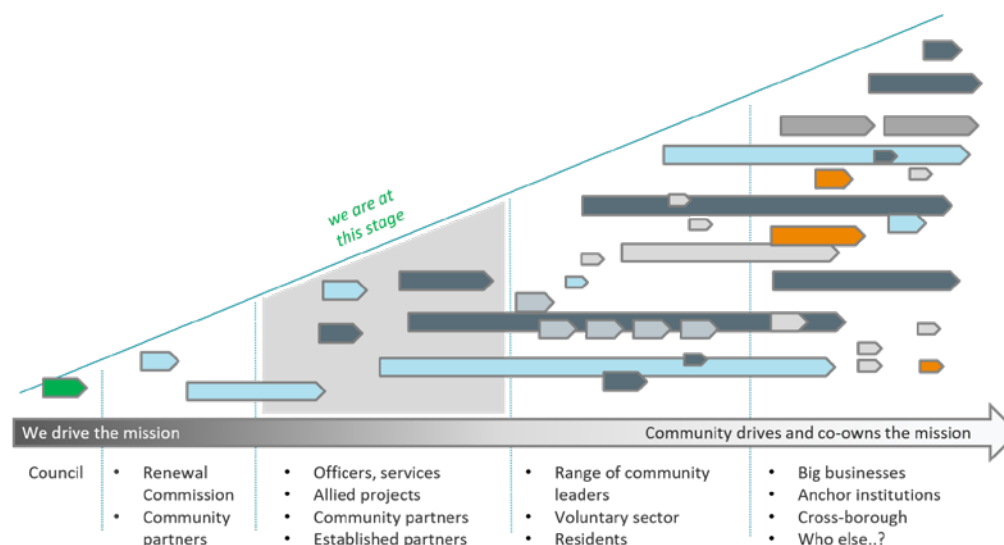 we are at
this stage
We drive the mission
Community drives and co-owns the mission
Council
• Renewal
Commission
• Community
partners
• Officers, services
• Allied projects
• Community partners
• Established partners
• Range of community
leaders
• Voluntary sector
• Residents
• Big businesses
• Anchor institutions
• Cross-borough
• Who else..?